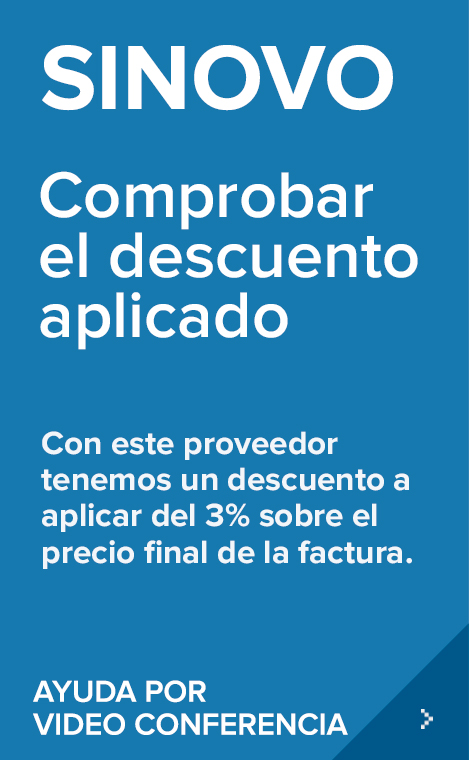 SINOVO
Comprobar
el descuento
aplicado
Con este proveedor
tenemos un descuento a
aplicar del 3% sobre el
precio final de la factura.
AYUDA POR
VIDEO CONFERENCIA